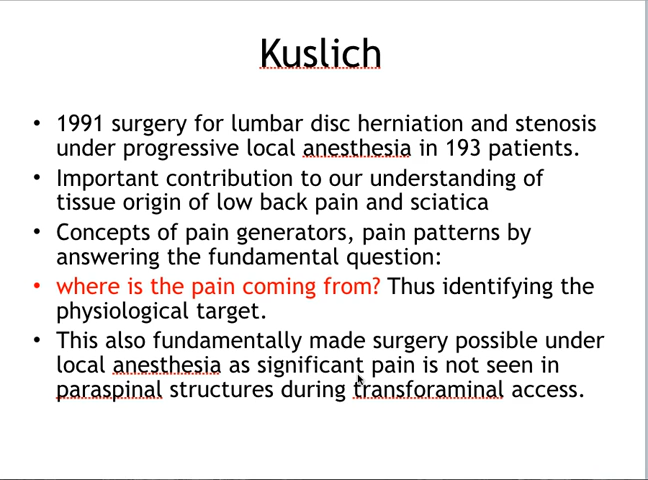 Kuslich
• 1991 surgery for lumbar disc herniation and stenosis
under progressive local anesthesia in 193 patients.
• Important contribution to our understanding of
tissue origin of low back pain and sciatica
• Concepts of pain generators, pain patterns by
answering the fundamental question:
• where is the pain coming from? Thus identifying the
physiological target.
• This also fundamentally made surgery possible under
local anesthesia as significant pain is not seen in
paraspinal structures during transforaminal access.